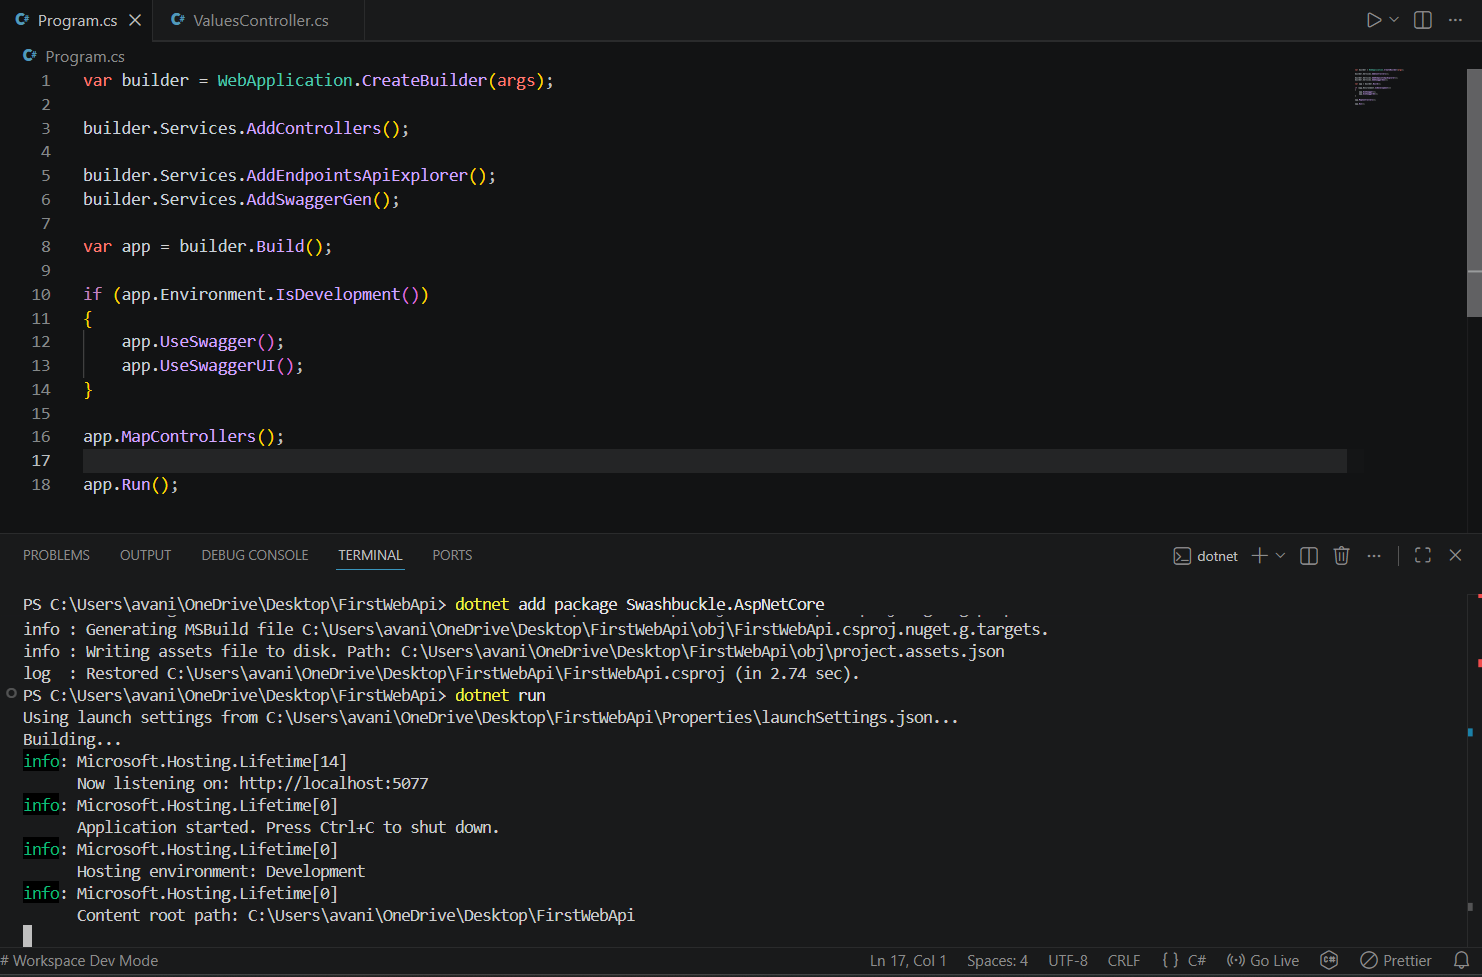 Program.cs
ValuesController.cs
Program.cs
1 var builder = WebApplication.CreateBuilder(args);
2
3 builder.Services.AddControllers();
4
5 builder.Services.AddEndpointsApiExplorer();
6 builder.Services.AddSwaggerGen();
7
8 var app = builder.Build();
9
10 if (app.Environment.IsDevelopment())
11 {
12     app.UseSwagger();
13     app.UseSwaggerUI();
14 }
15
16 app.MapControllers();
17
18 app.Run();
PROBLEMS OUTPUT DEBUG CONSOLE TERMINAL PORTS dotnet
PS C:\Users\avani\OneDrive\Desktop\FirstWebApi> dotnet add package Swashbuckle.AspNetCore
info : Generating MSBuild file C:\Users\avani\OneDrive\Desktop\FirstWebApi\obj\FirstWebApi.csproj.nuget.g.targets.
info : Writing assets file to disk. Path: C:\Users\avani\OneDrive\Desktop\FirstWebApi\obj\project.assets.json
log  : Restored C:\Users\avani\OneDrive\Desktop\FirstWebApi\FirstWebApi.csproj (in 2.74 sec).
PS C:\Users\avani\OneDrive\Desktop\FirstWebApi> dotnet run
Using launch settings from C:\Users\avani\OneDrive\Desktop\FirstWebApi\Properties\launchSettings.json...
Building...
info: Microsoft.Hosting.Lifetime[14]
      Now listening on: http://localhost:5077
info: Microsoft.Hosting.Lifetime[0]
      Application started. Press Ctrl+C to shut down.
info: Microsoft.Hosting.Lifetime[0]
      Hosting environment: Development
info: Microsoft.Hosting.Lifetime[0]
      Content root path: C:\Users\avani\OneDrive\Desktop\FirstWebApi
# Workspace Dev Mode Ln 17, Col 1 Spaces: 4 UTF-8 CRLF { } C# Go Live Prettier